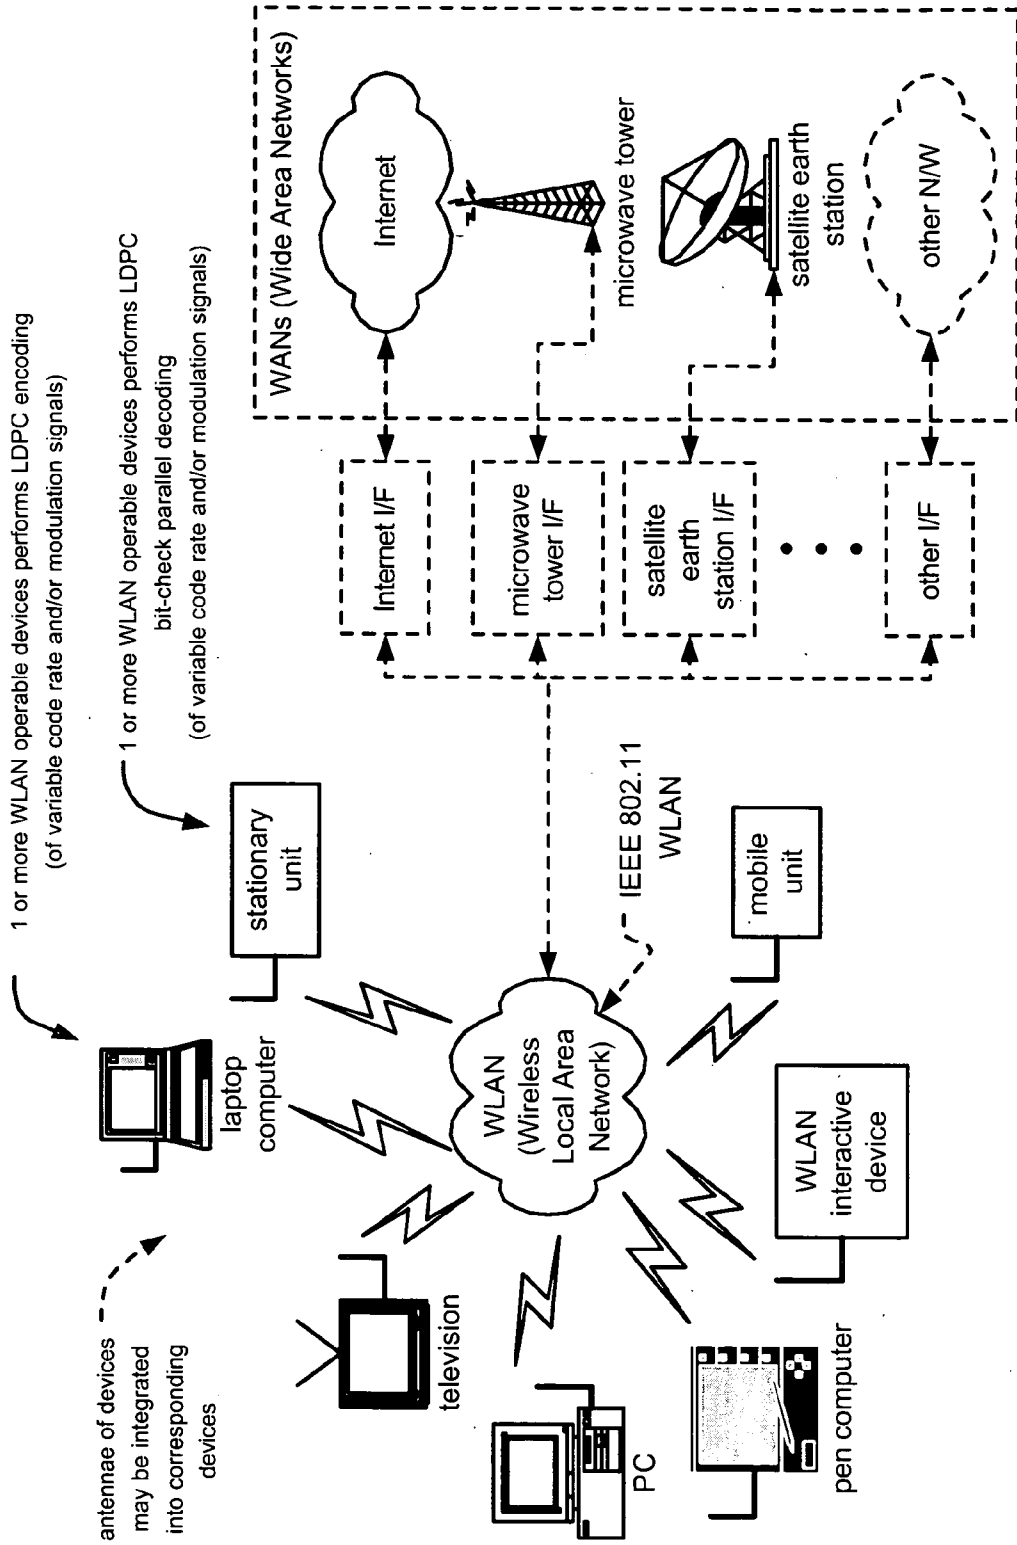 1 or more WLAN operable devices performs LDPC encoding
(of variable code rate and/or modulation signals)
1 or more WLAN operable devices performs LDPC
bit-check parallel decoding
(of variable code rate and/or modulation signals)
antennae of devices
may be integrated
into corresponding
devices
laptop
computer
stationary
unit
television
PC
pen computer
WLAN
interactive
device
mobile
unit
WLAN
(Wireless
Local Area
Network)
IEEE 802.11
WLAN
Internet I/F
microwave
tower I/F
satellite
earth
station I/F
other I/F
WANs (Wide Area Networks)
Internet
microwave tower
satellite earth
station
other N/W